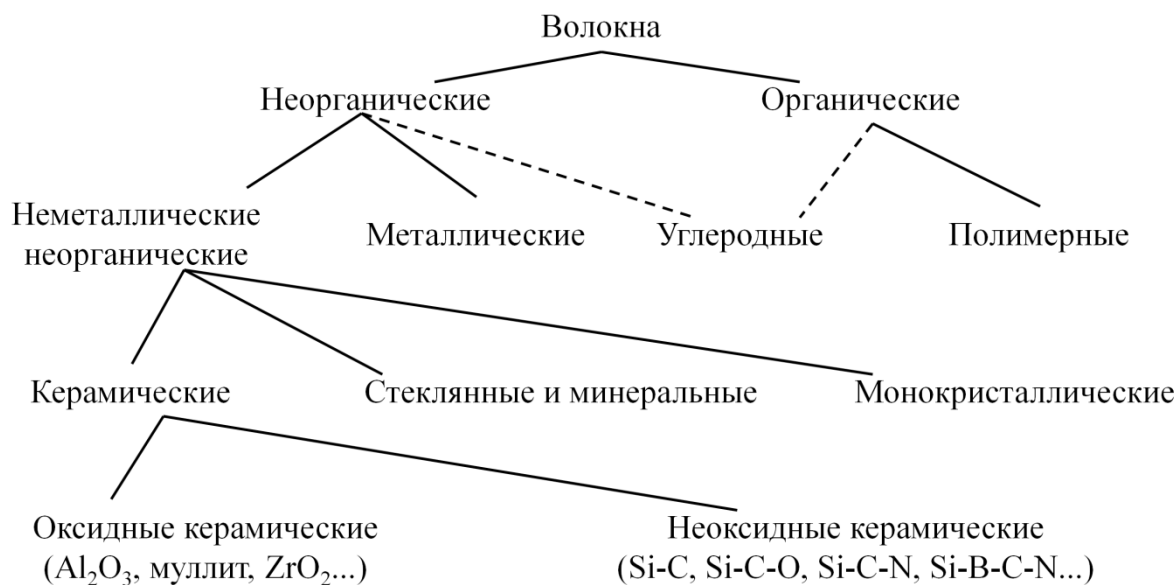 Волокна
Неорганические
Органические
Неметаллические
неорганические
Металлические
Углеродные
Полимерные
Керамические
Стеклянные и минеральные
Монокристаллические
Оксидные керамические
(Al₂O₃, муллит, ZrO₂...)
Неоксидные керамические
(Si-C, Si-C-O, Si-C-N, Si-B-C-N...)